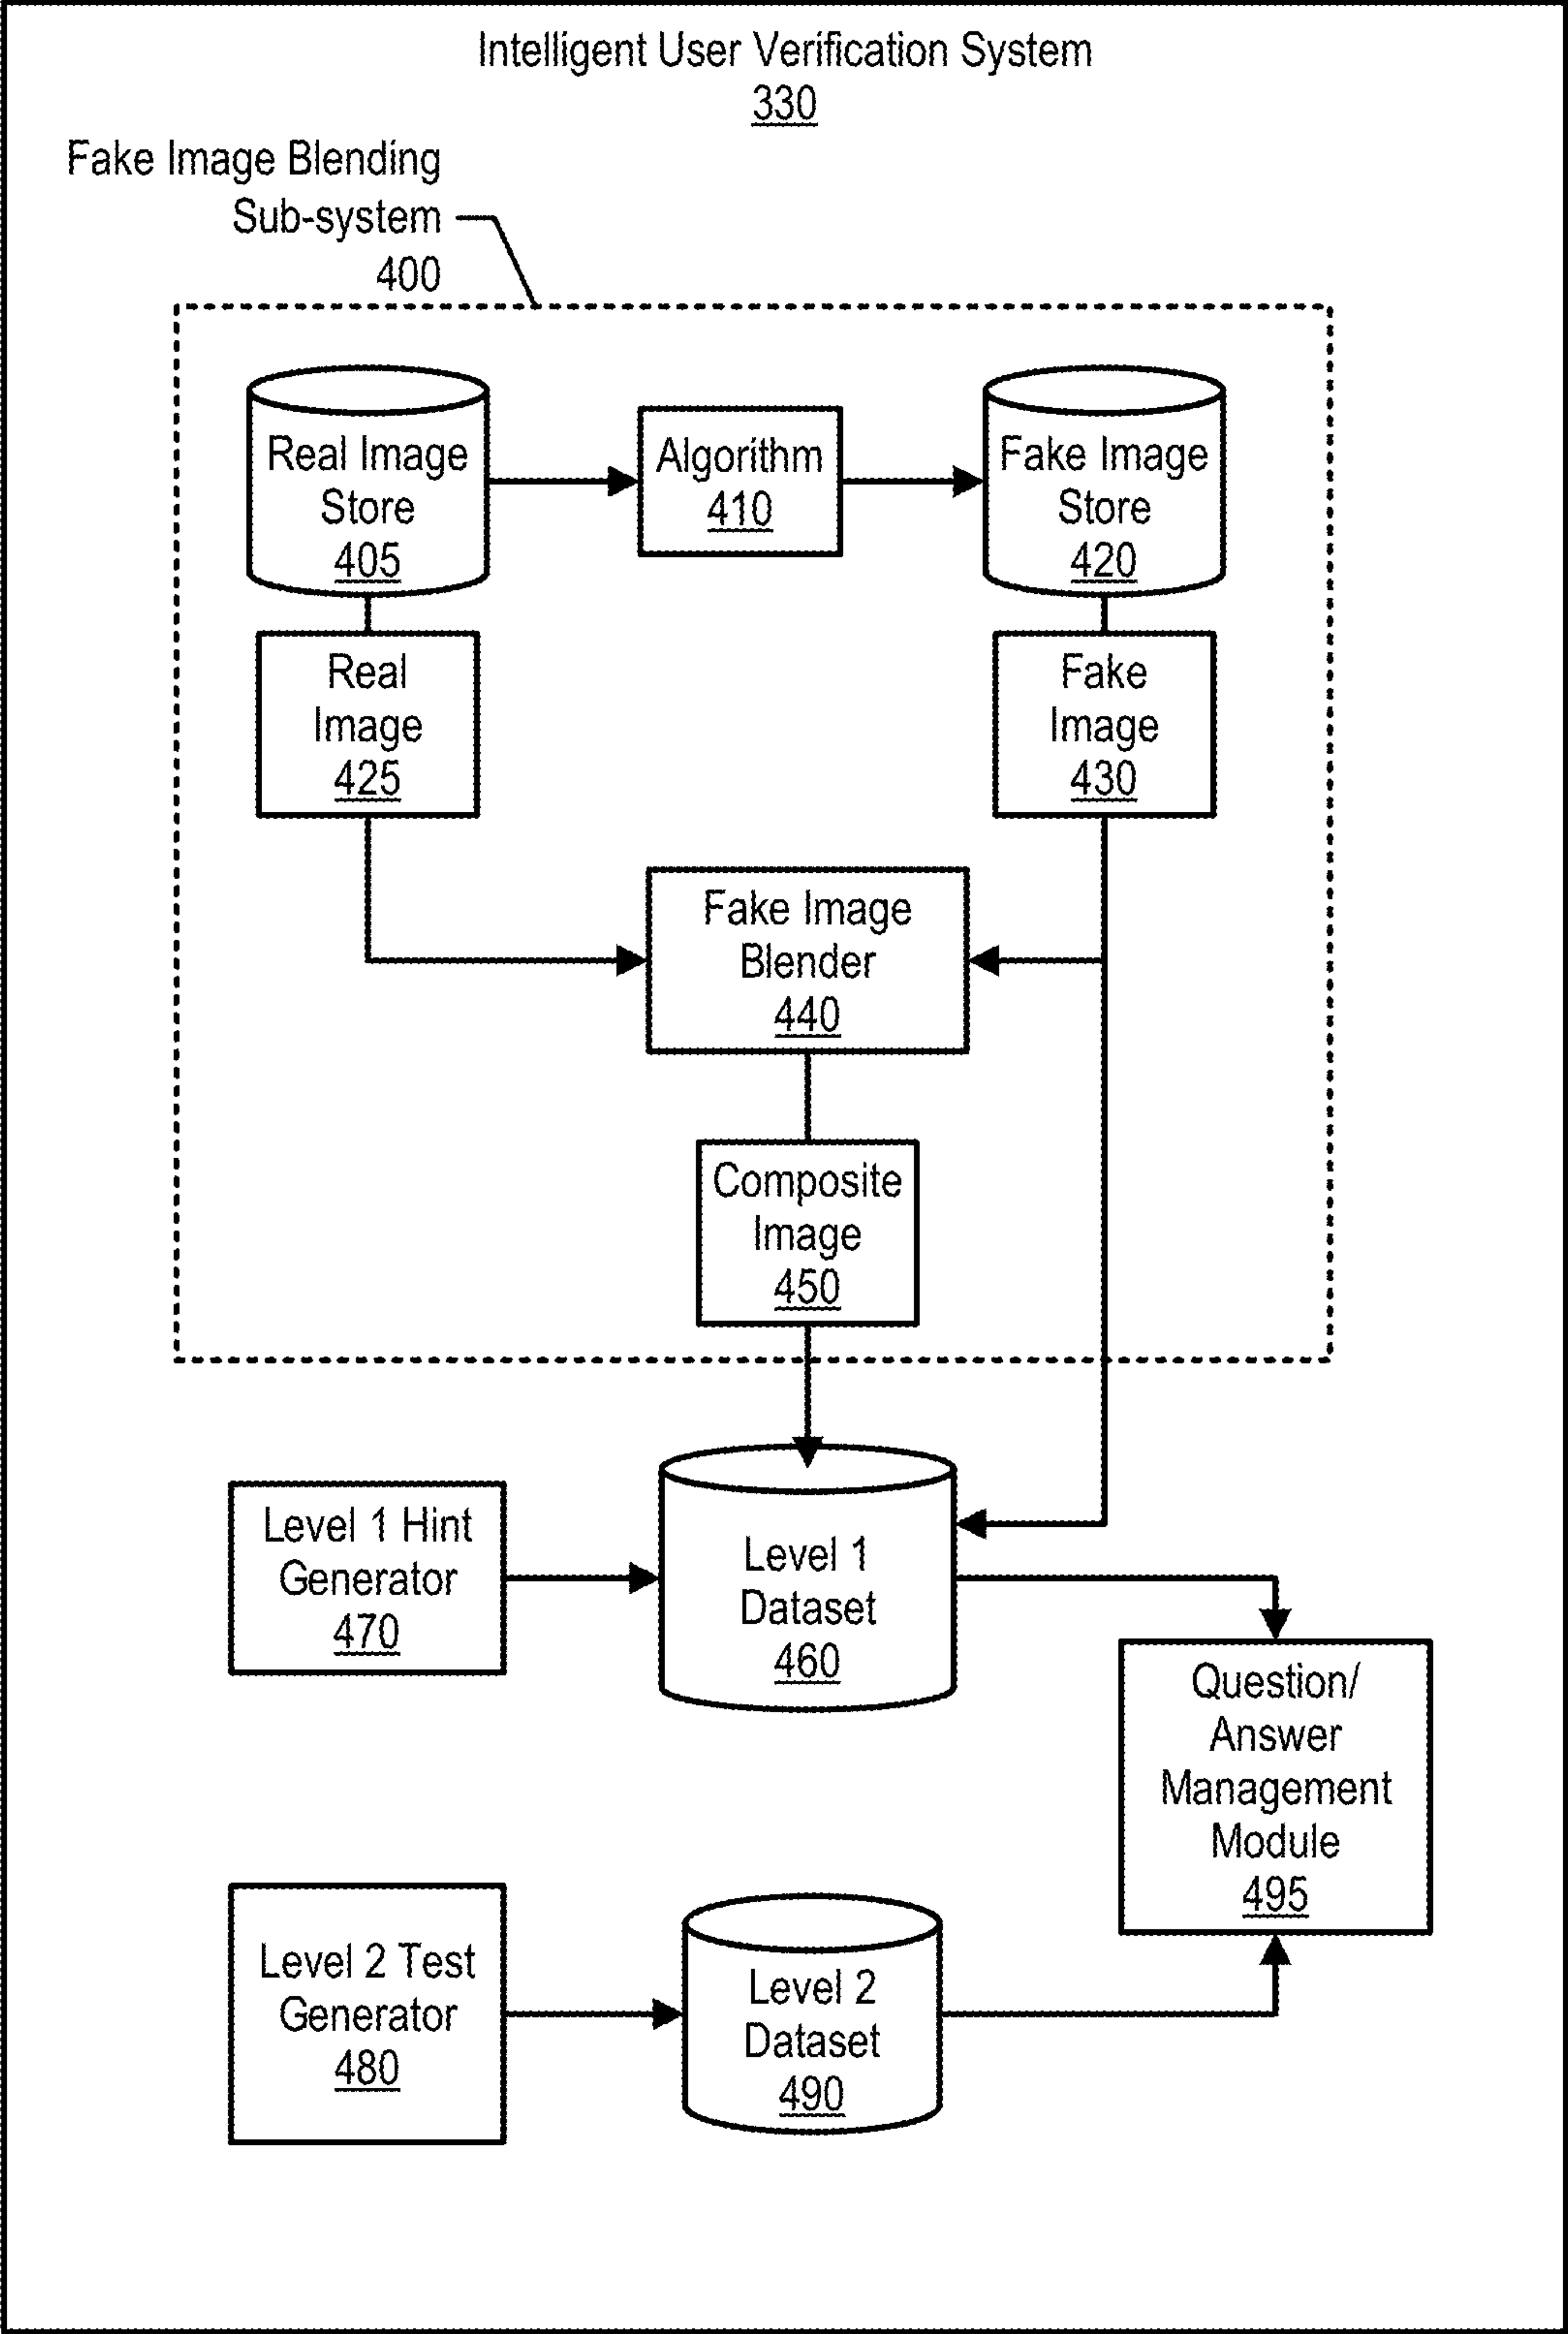 Intelligent User Verification System
330
Fake Image Blending
Sub-system
400
Real Image
Store
405
Algorithm
410
Fake Image
Store
420
Real
Image
425
Fake
Image
430
Fake Image
Blender
440
Composite
Image
450
Level 1 Hint
Generator
470
Level 1
Dataset
460
Question/
Answer
Management
Module
495
Level 2 Test
Generator
480
Level 2
Dataset
490